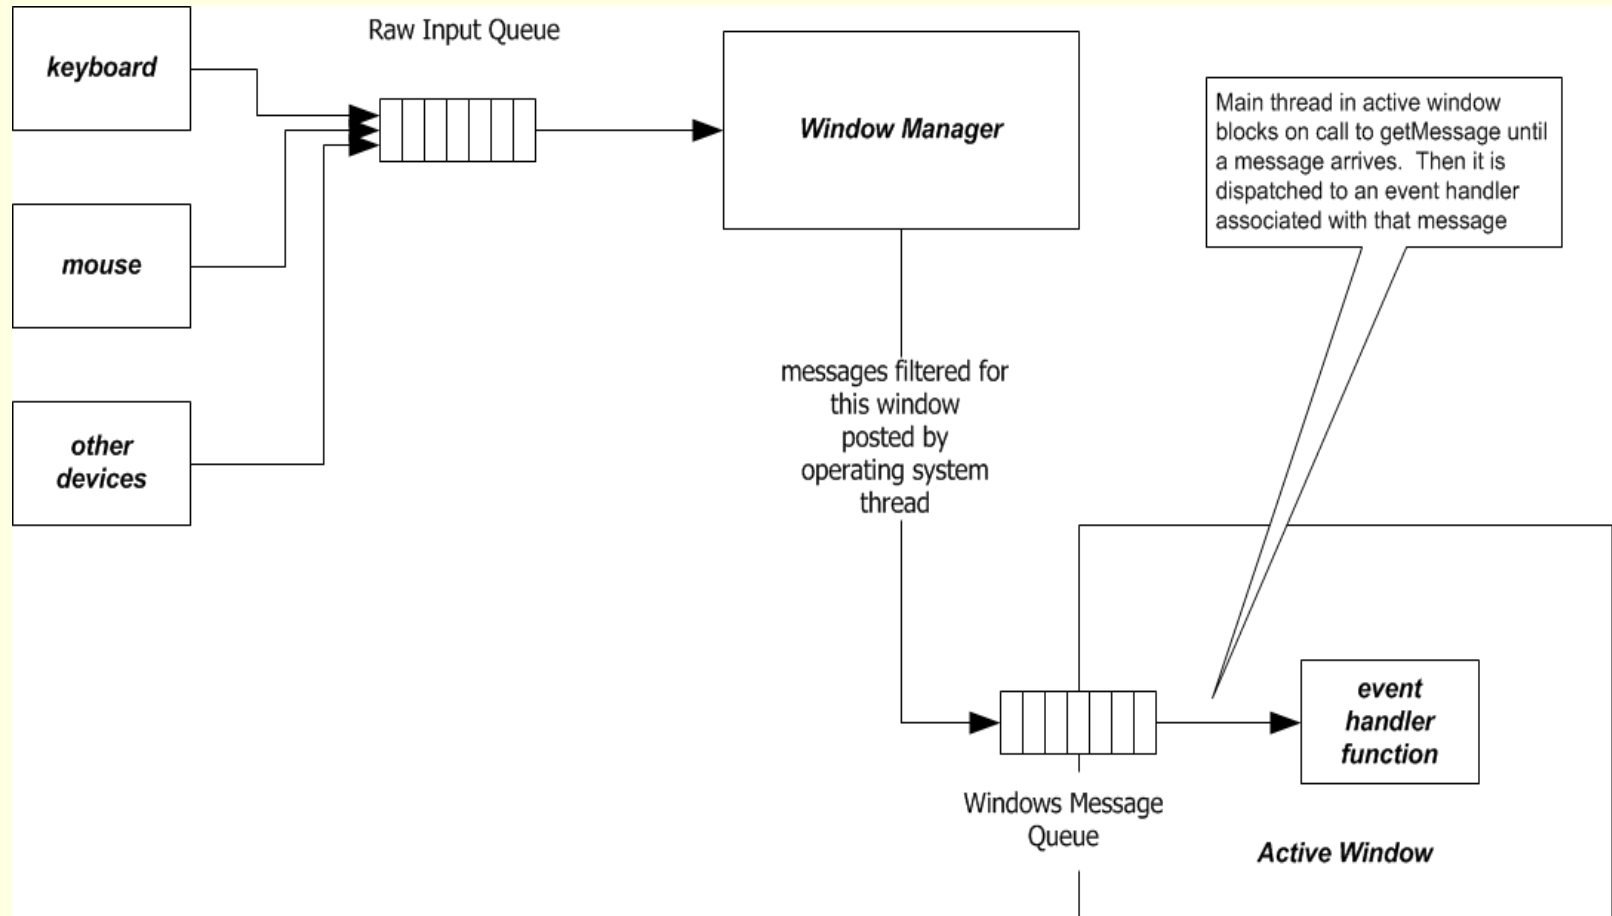 keyboard
Raw Input Queue
Window Manager
Main thread in active window
blocks on call to getMessage until
a message arrives.  Then it is
dispatched to an event handler
associated with that message
mouse
other
devices
messages filtered for
this window
posted by
operating system
thread
event
handler
function
Windows Message
Queue
Active Window